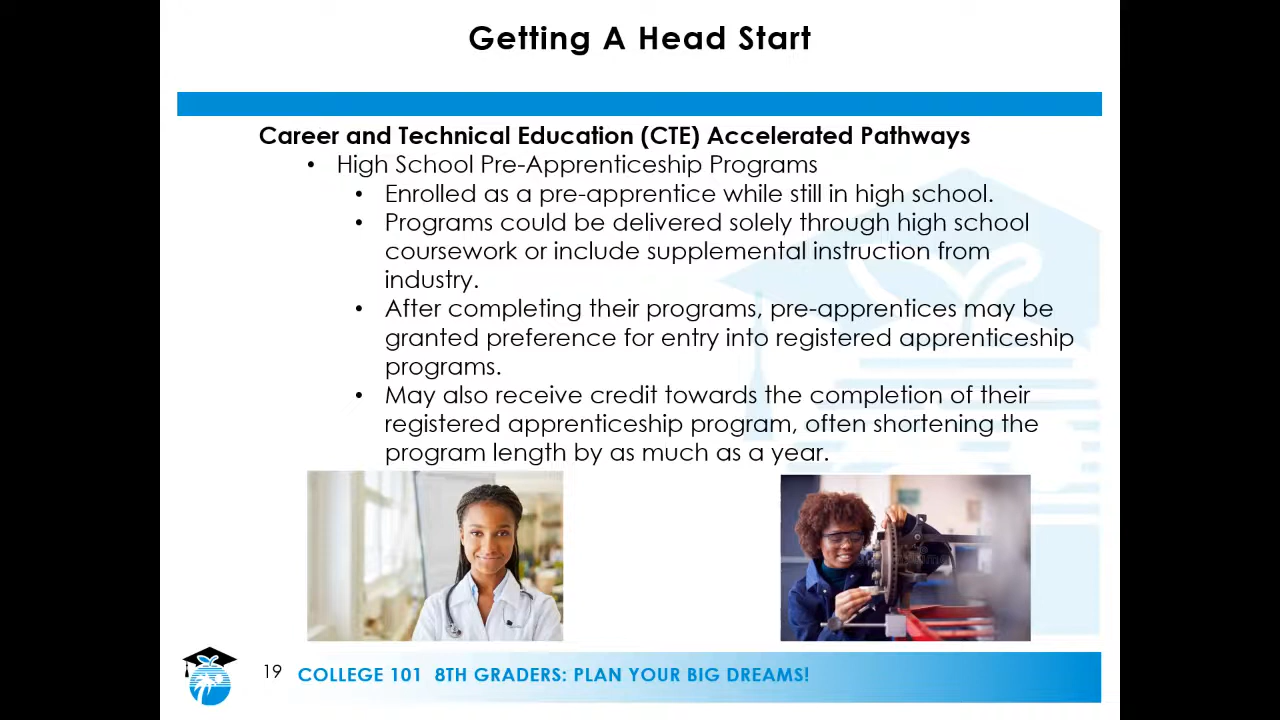 Getting A Head Start
Career and Technical Education (CTE) Accelerated Pathways
• High School Pre-Apprenticeship Programs
• Enrolled as a pre-apprentice while still in high school.
• Programs could be delivered solely through high school
coursework or include supplemental instruction from
industry.
• After completing their programs, pre-apprentices may be
granted preference for entry into registered apprenticeship
programs.
• May also receive credit towards the completion of their
registered apprenticeship program, often shortening the
program length by as much as a year.
19 COLLEGE 101 8TH GRADERS: PLAN YOUR BIG DREAMS!